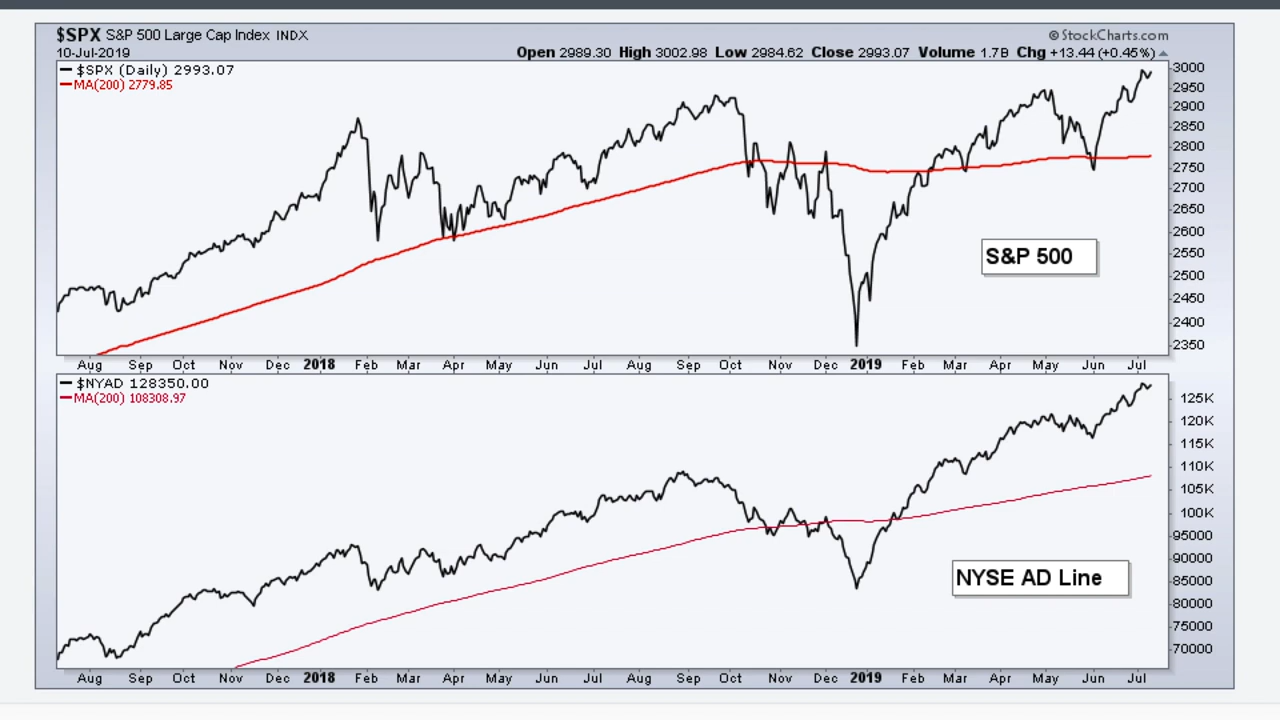 $SPX S&P 500 Large Cap Index INDX
© StockCharts.com
10-Jul-2019
Open 2989.30 High 3002.98 Low 2984.62 Close 2993.07 Volume 1.7B Chg +13.44 (+0.45%)
$SPX (Daily) 2993.07
MA(200) 2779.85
3000
2950
2900
2850
2800
2750
2700
2650
2600
2550
2500
2450
2400
2350
S&P 500
Aug Sep Oct Nov Dec 2018 Feb Mar Apr May Jun Jul Aug Sep Oct Nov Dec 2019 Feb Mar Apr May Jun Jul
$NYAD 128350.00
MA(200) 108308.97
125K
120K
115K
110K
105K
100K
95000
90000
85000
80000
75000
70000
NYSE AD Line
Aug Sep Oct Nov Dec 2018 Feb Mar Apr May Jun Jul Aug Sep Oct Nov Dec 2019 Feb Mar Apr May Jun Jul